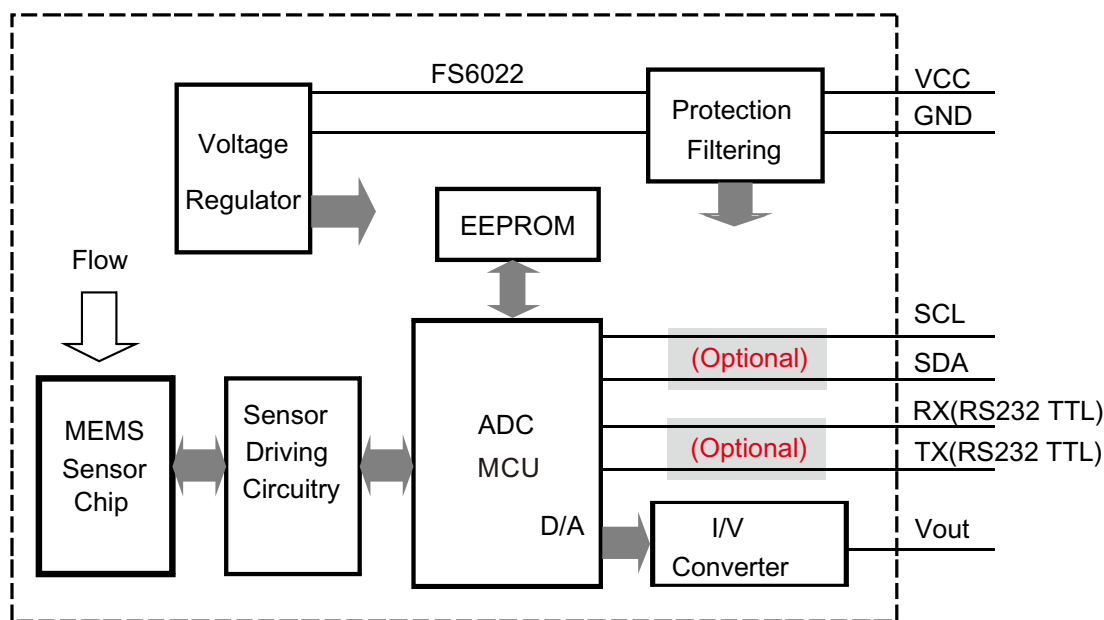 FS6022
VCC
GND
Protection
Filtering
Voltage
Regulator
EEPROM
Flow
SCL
(Optional)
SDA
RX(RS232 TTL)
(Optional)
TX(RS232 TTL)
MEMS
Sensor
Chip
Sensor
Driving
Circuitry
ADC
MCU
D/A
I/V
Converter
Vout